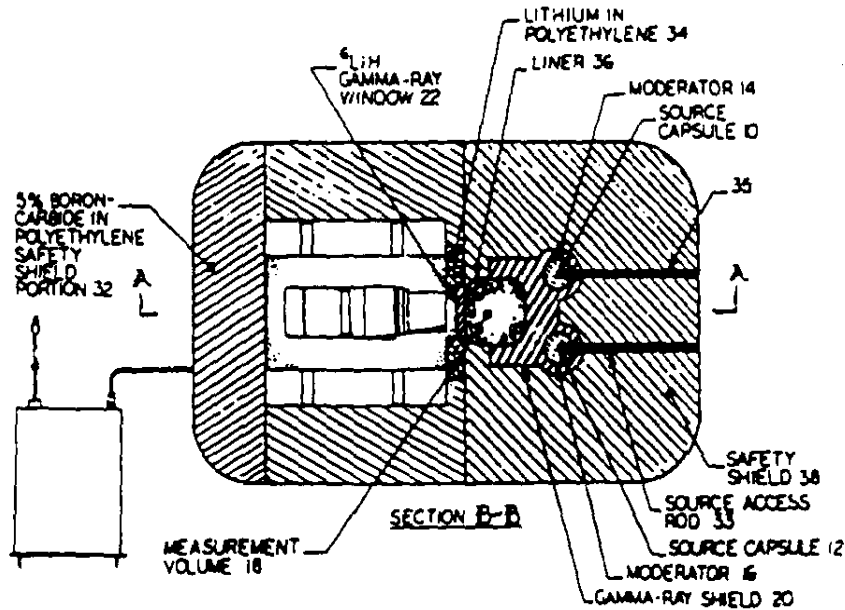 LITHIUM IN
POLYETHYLENE 34
⁶LiH
GAMMA-RAY
WINDOW 22
LINER 36
MODERATOR 14
SOURCE
CAPSULE 10
5% BORON-
CARBIDE IN
POLYETHYLENE
SAFETY
SHIELD
PORTION 32
35
A
A
SAFETY
SHIELD 38
SECTION B-B
SOURCE ACCESS
ROD 33
MEASUREMENT
VOLUME 18
SOURCE CAPSULE 12
MODERATOR 16
GAMMA-RAY SHIELD 20